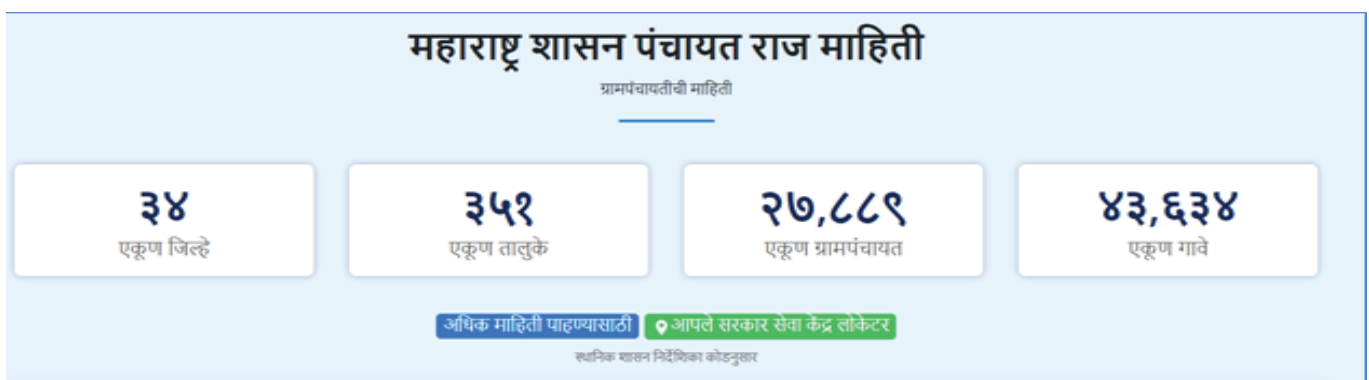 महाराष्ट्र शासन पंचायत राज माहिती
ग्रामपंचायतीची माहिती
३४
एकूण जिल्हे
३५१
एकूण तालुके
२७,८८९
एकूण ग्रामपंचायत
४३,६३४
एकूण गावे
अधिक माहिती पाहण्यासाठी
आपले सरकार सेवा केंद्र लोकेटर
स्थानिक शासन निर्देशिका कोडनुसार